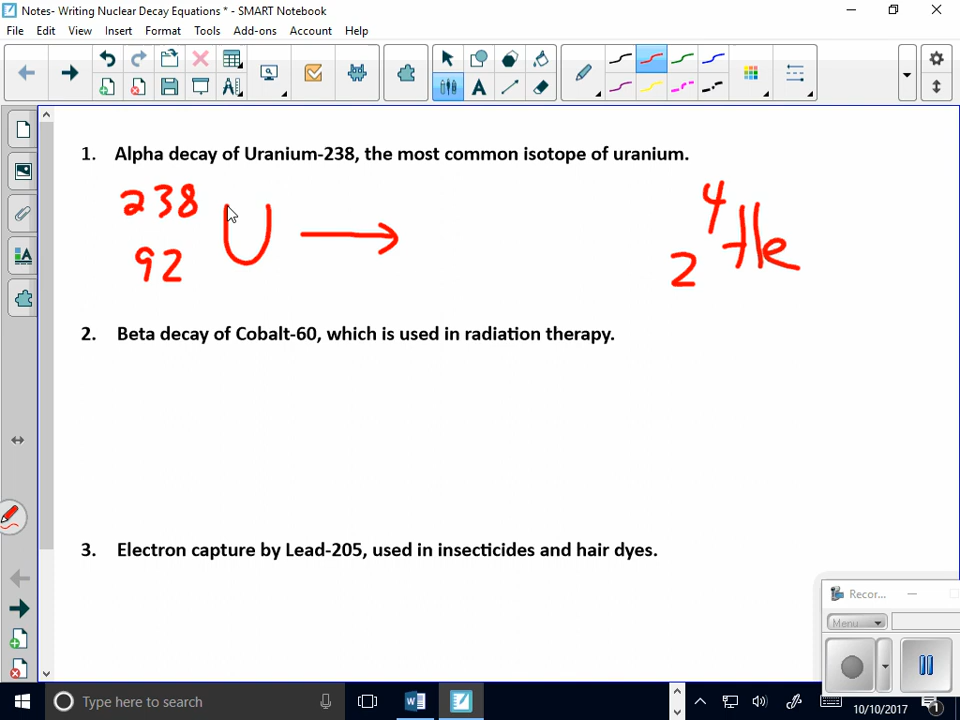 Notes- Writing Nuclear Decay Equations * - SMART Notebook
File Edit View Insert Format Tools Add-ons Account Help
1. Alpha decay of Uranium-238, the most common isotope of uranium.
238 U → 4 He
92 2
2. Beta decay of Cobalt-60, which is used in radiation therapy.
3. Electron capture by Lead-205, used in insecticides and hair dyes.
Recor...
Menu
Type here to search
10/10/2017
1